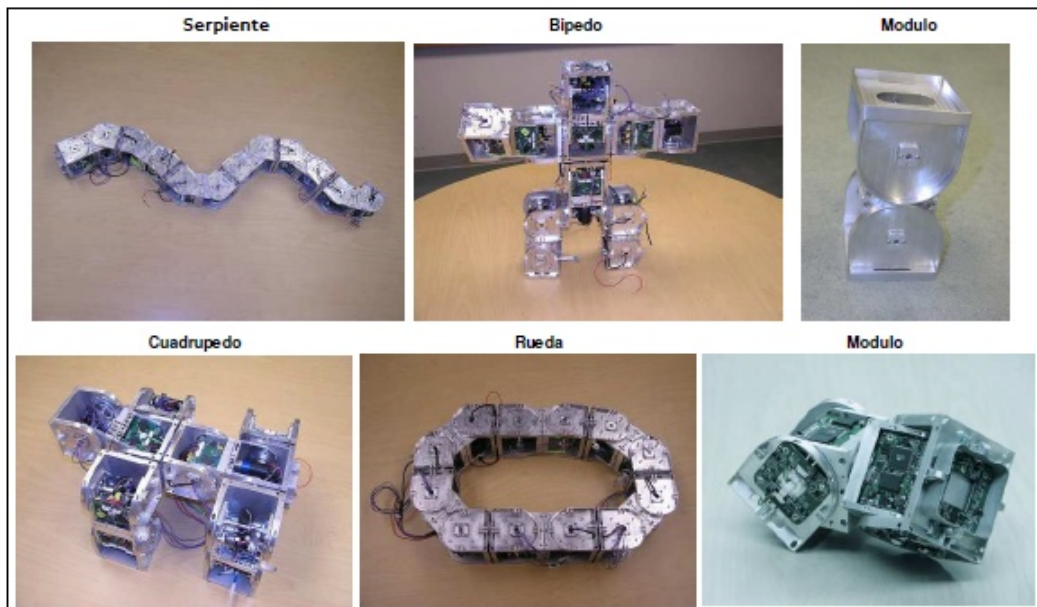 Serpiente
Bipedo
Modulo
Cuadrupedo
Rueda
Modulo